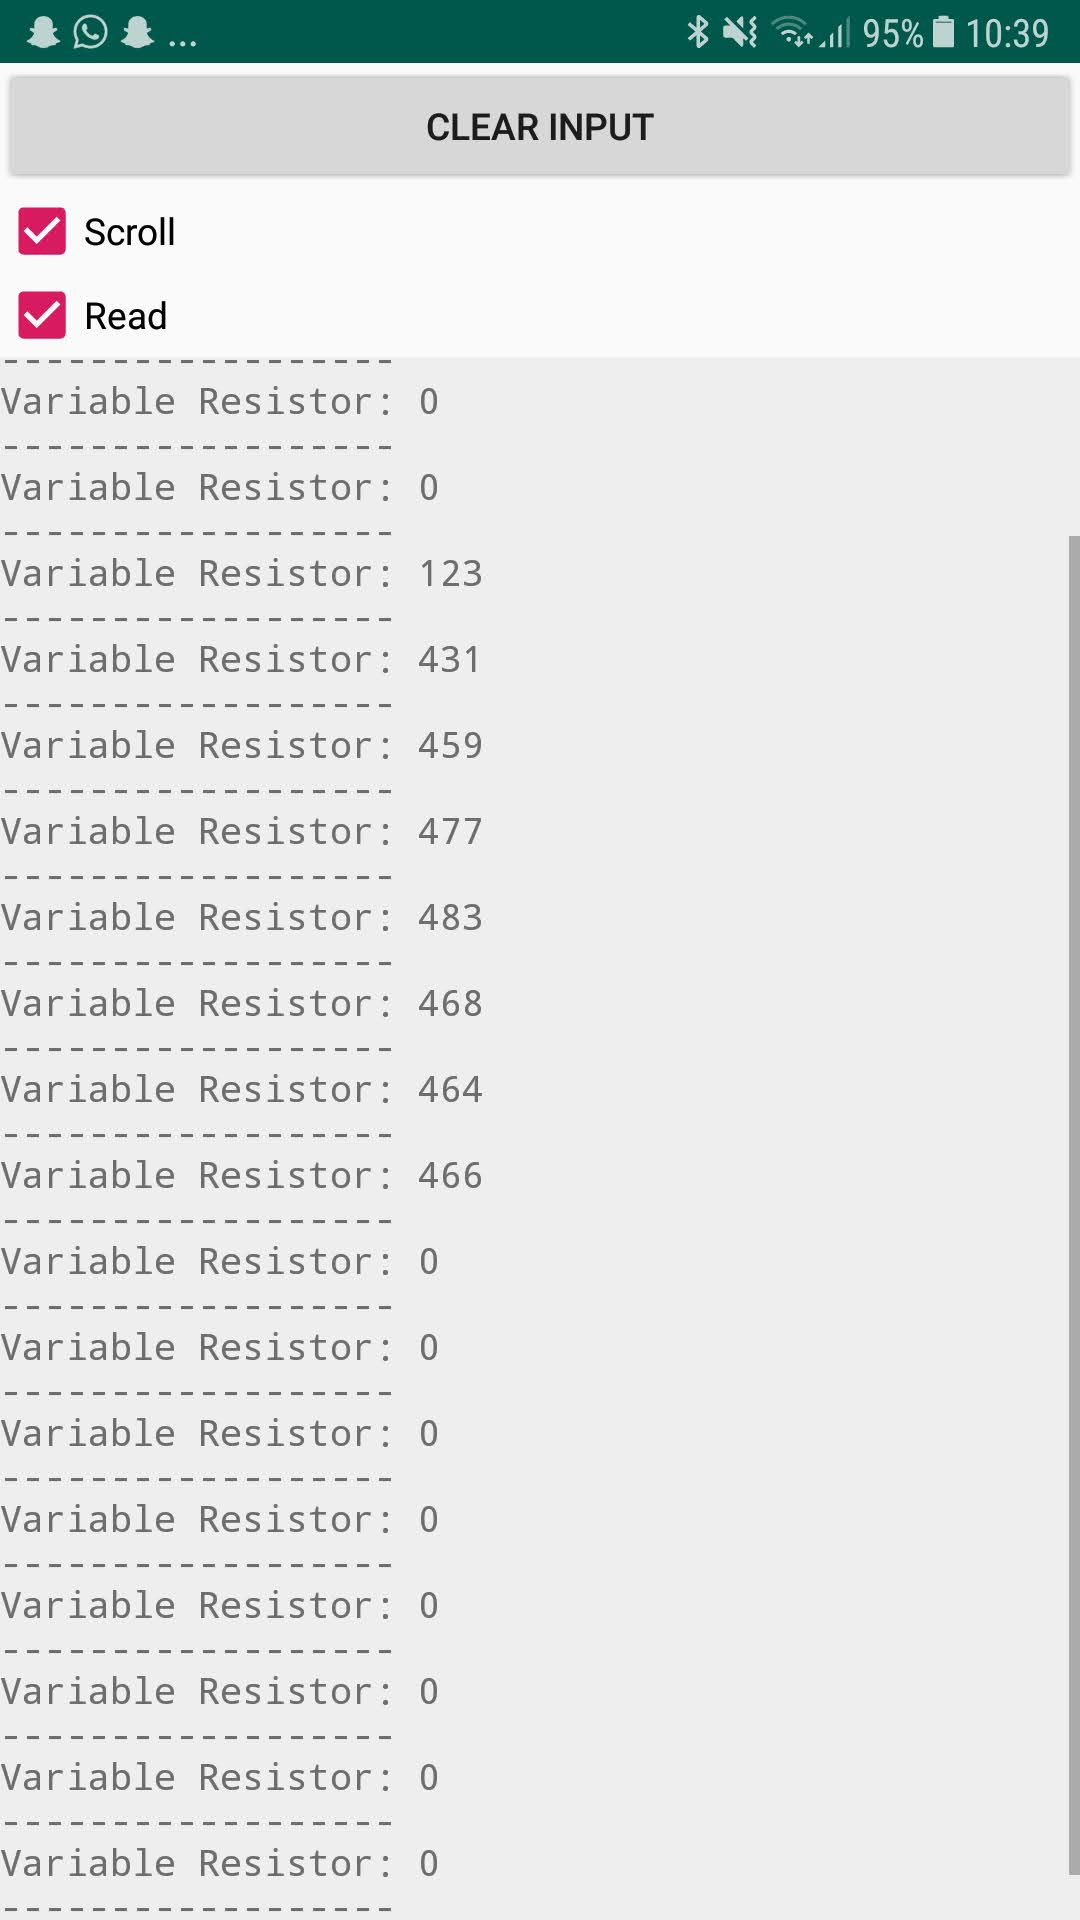 ... 95% 10:39
CLEAR INPUT
Scroll
Read
------------------
Variable Resistor: 0
------------------
Variable Resistor: 0
------------------
Variable Resistor: 123
------------------
Variable Resistor: 431
------------------
Variable Resistor: 459
------------------
Variable Resistor: 477
------------------
Variable Resistor: 483
------------------
Variable Resistor: 468
------------------
Variable Resistor: 464
------------------
Variable Resistor: 466
------------------
Variable Resistor: 0
------------------
Variable Resistor: 0
------------------
Variable Resistor: 0
------------------
Variable Resistor: 0
------------------
Variable Resistor: 0
------------------
Variable Resistor: 0
------------------
Variable Resistor: 0
------------------
Variable Resistor: 0
------------------